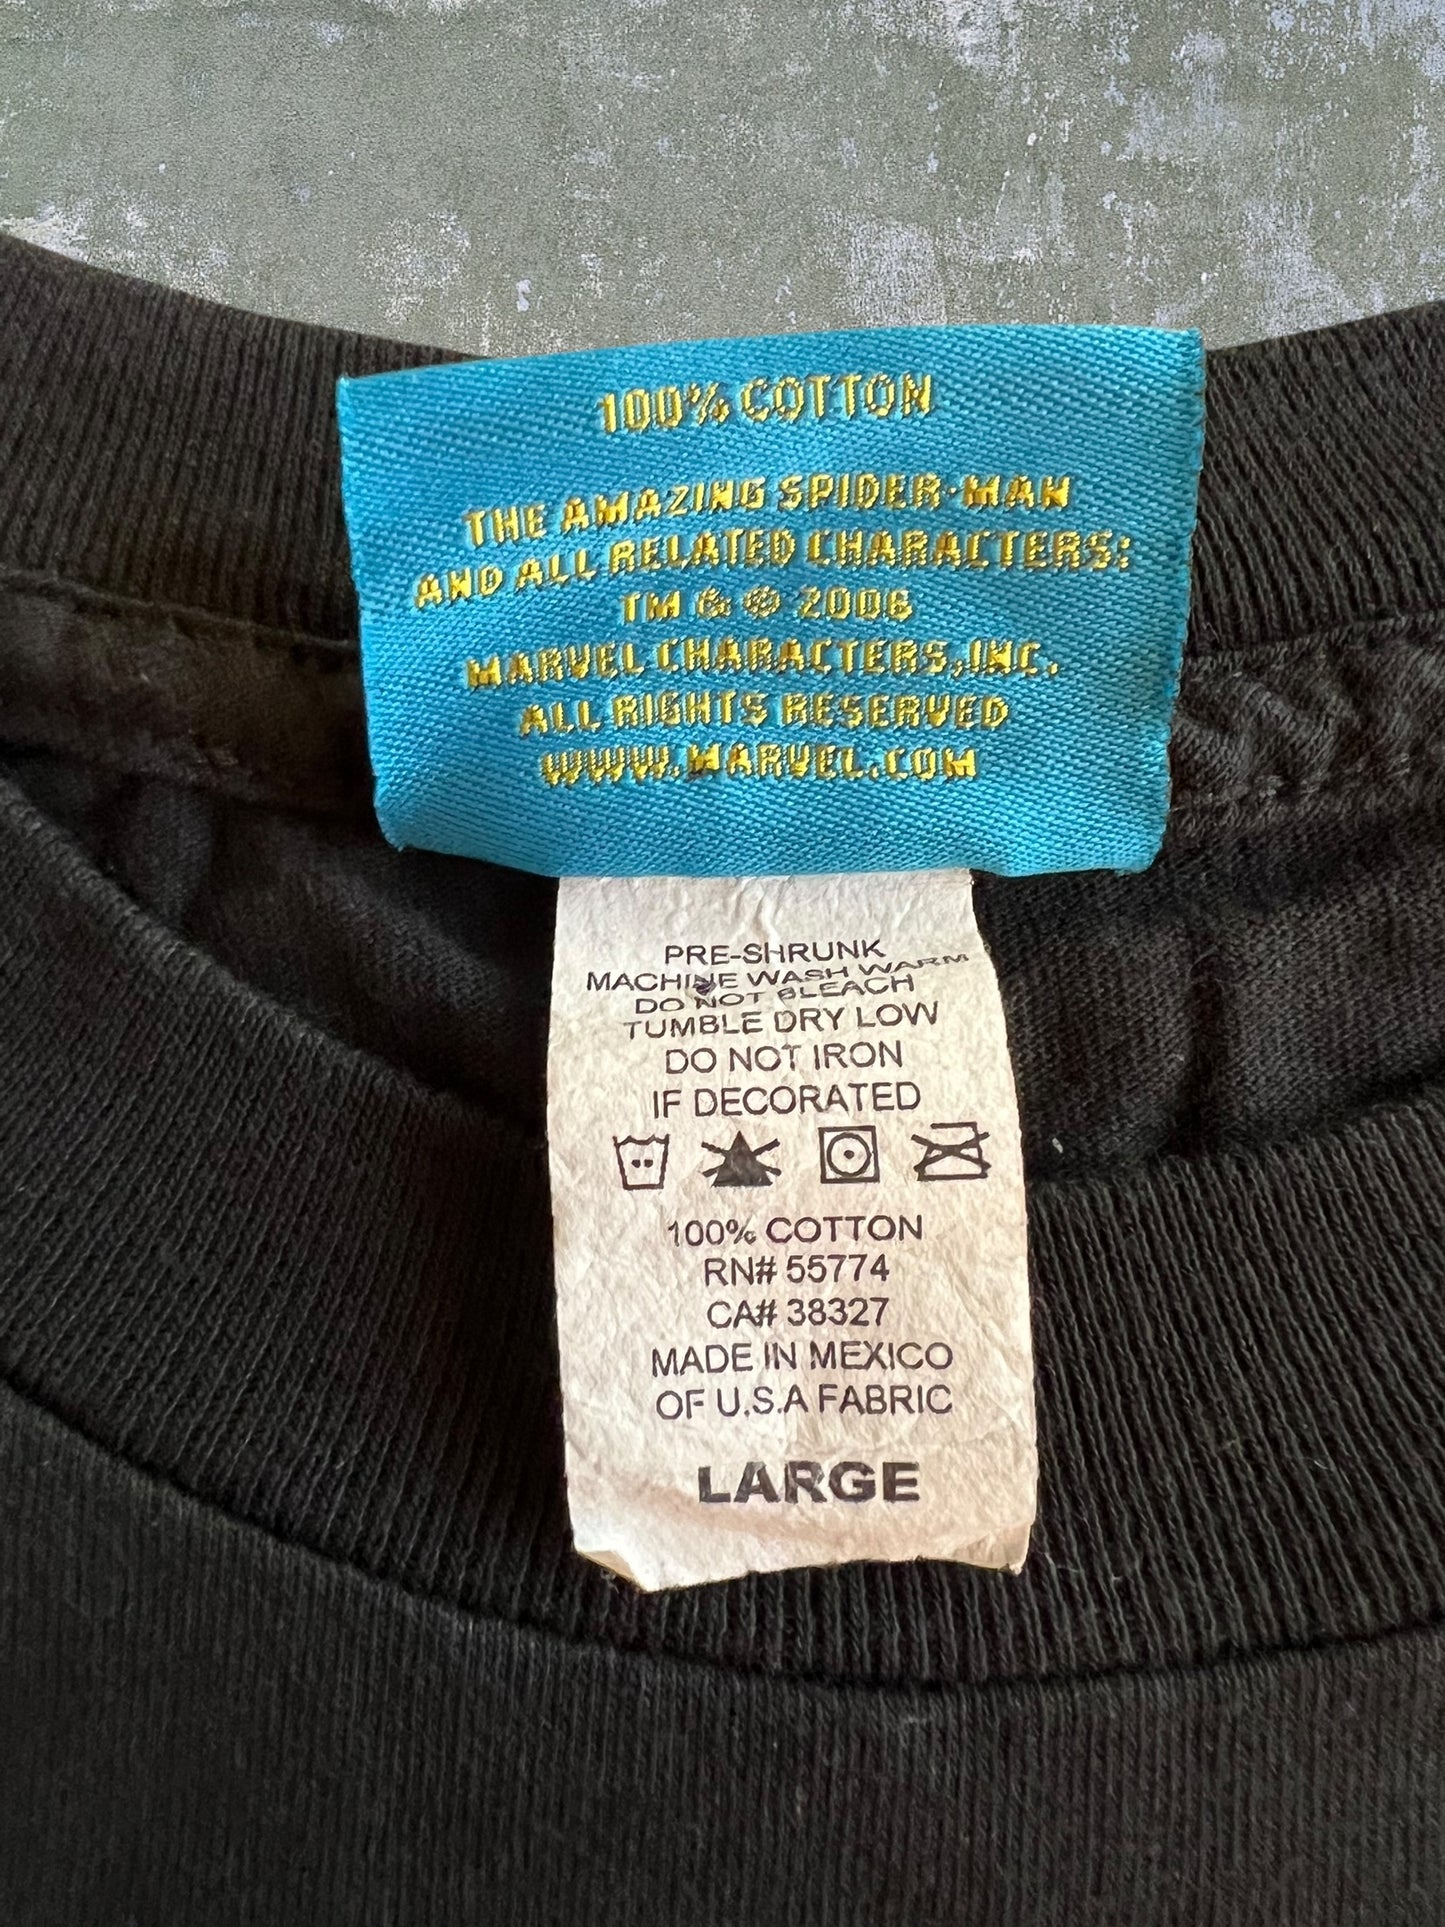 100% COTTON
THE AMAZING SPIDER-MAN
AND ALL RELATED CHARACTERS:
TM & © 2006
MARVEL CHARACTERS, INC.
ALL RIGHTS RESERVED
WWW.MARVEL.COM
PRE-SHRUNK
MACHINE WASH WARM
DO NOT BLEACH
TUMBLE DRY LOW
DO NOT IRON
IF DECORATED
100% COTTON
RN# 55774
CA# 38327
MADE IN MEXICO
OF U.S.A FABRIC
LARGE